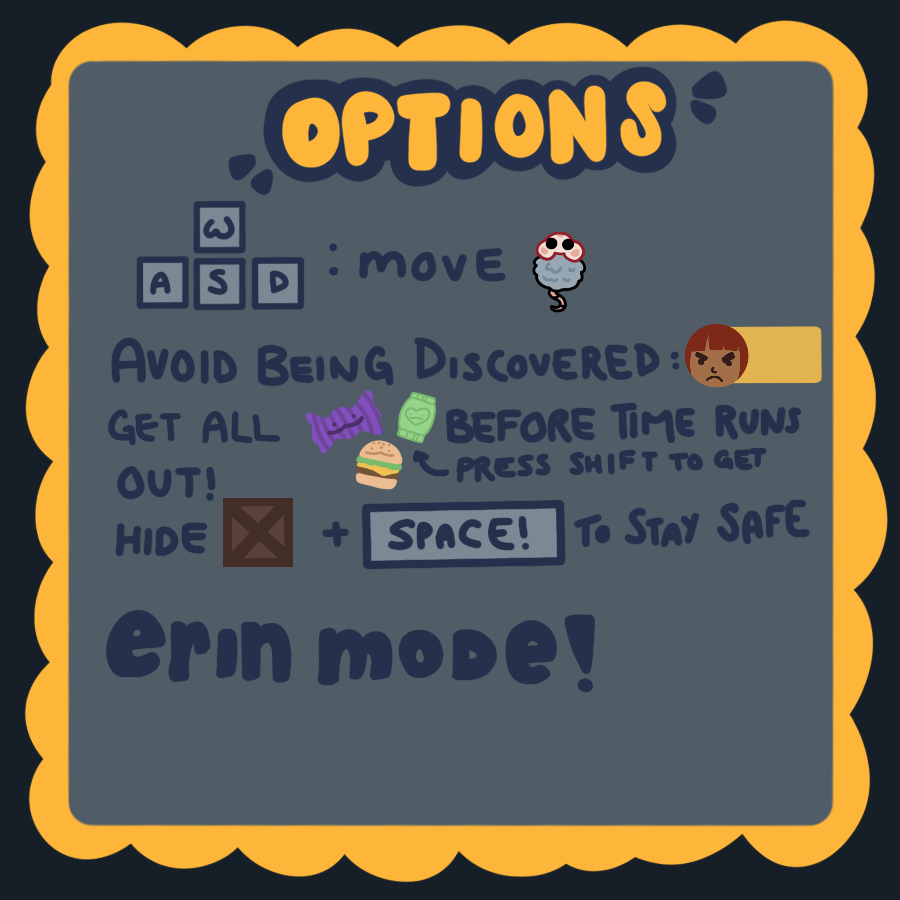 OPTIONS
W
A S D : MOVE
AVOID BEING DISCOVERED:
GET ALL BEFORE TIME RUNS
PRESS SHIFT TO GET
OUT!
HIDE + SPACE! TO STAY SAFE
erin mode!